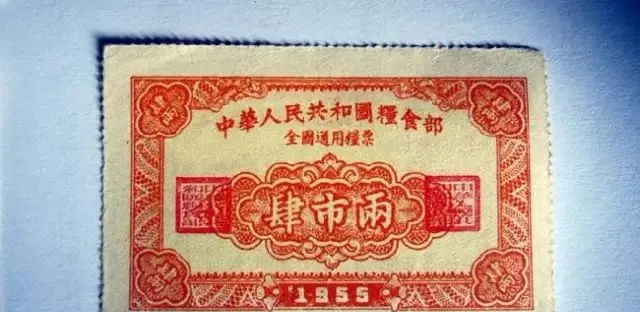 中華人民共和國糧食部
全國通用糧票
肆市兩
1955